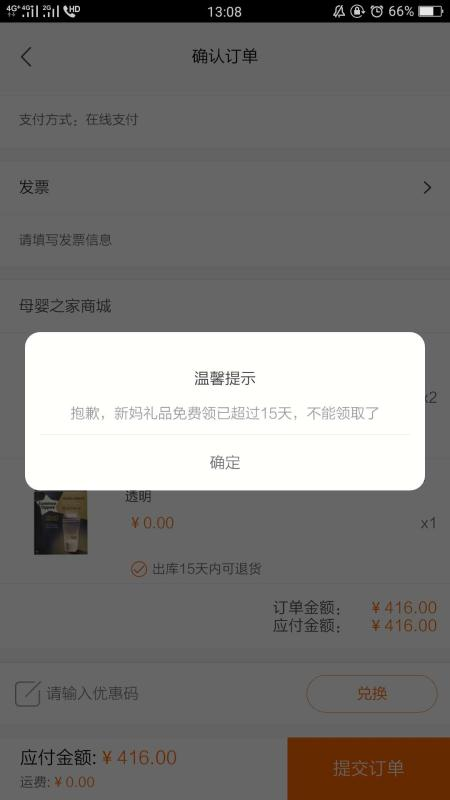 4G+ 4G 2G HD 13:08 66%
确认订单
支付方式：在线支付
发票
请填写发票信息
母婴之家商城
温馨提示
抱歉，新妈礼品免费领已超过15天，不能领取了
x2
确定
透明
¥0.00 x1
出库15天内可退货
订单金额： ¥416.00
应付金额： ¥416.00
请输入优惠码 兑换
应付金额:¥416.00
运费:¥0.00
提交订单